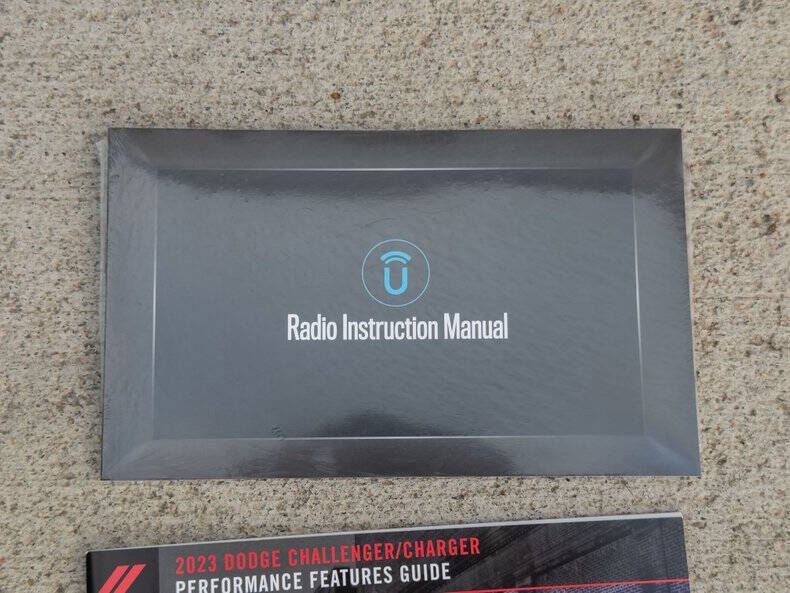 U
Radio Instruction Manual
2023 DODGE CHALLENGER/CHARGER
PERFORMANCE FEATURES GUIDE